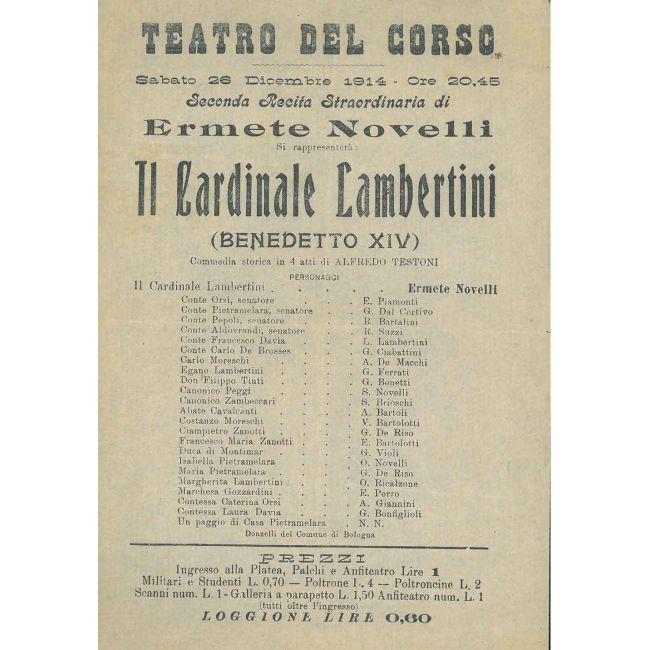 TEATRO DEL CORSO
Sabato 26 Dicembre 1914 - Ore 20,45
Seconda Recita Straordinaria di
Ermete Novelli
Si rappresenterà:
Il Cardinale Lambertini
(BENEDETTO XIV)
Commedia storica in 4 atti di ALFREDO TESTONI
PERSONAGGI
Il Cardinale Lambertini . . . . . Ermete Novelli
Conte Orsi, senatore . . . E. Piamonti
Conte Pietramelara, senatore . . . G. Dal Cortivo
Conte Pepoli, senatore . . . . R. Bartalini
Conte Aldovrandi, senatore . . . R. Suzzi
Conte Francesco Davia . . . . L. Lambertini
Conte Carlo De Brosses . . . . G. Ciabattini
Carlo Moreschi . . . . . A. De Macchi
Egano Lambertini . . . . . G. Ferrati
Don Filippo Tinti . . . . . G. Bonetti
Canonico Peggi . . . . . S. Novelli
Canonico Zambeccari . . . . S. Brioschi
Abate Cavalcanti . . . . . A. Bartoli
Costanzo Moreschi . . . . V. Bartolotti
Ciampietro Zanotti . . . . G. De Riso
Francesco Maria Zanotti . . . . E. Bartolotti
Duca di Montimar . . . . . G. Violi
Isabella Pietramelara . . . . O. Novelli
Maria Pietramelara . . . . G. De Riso
Margherita Lambertini . . . . O. Ricalzone
Marchesa Gozzardini . . . . E. Perro
Contessa Caterina Orsi . . . . A. Giannini
Contessa Laura Davia . . . . G. Bonfiglioli
Un paggio di Casa Pietramelara . . N. N.
Donzelli del Comune di Bologna
PREZZI
Ingresso alla Platea, Palchi e Anfiteatro Lire 1
Militari e Studenti L. 0,70 — Poltrone L. 4 — Poltroncine L. 2
Scanni num. L. 1 - Galleria a parapetto L. 1,50 Anfiteatro num. L. 1
(tutti oltre l'ingresso)
LOGGIONE LIRE 0,60